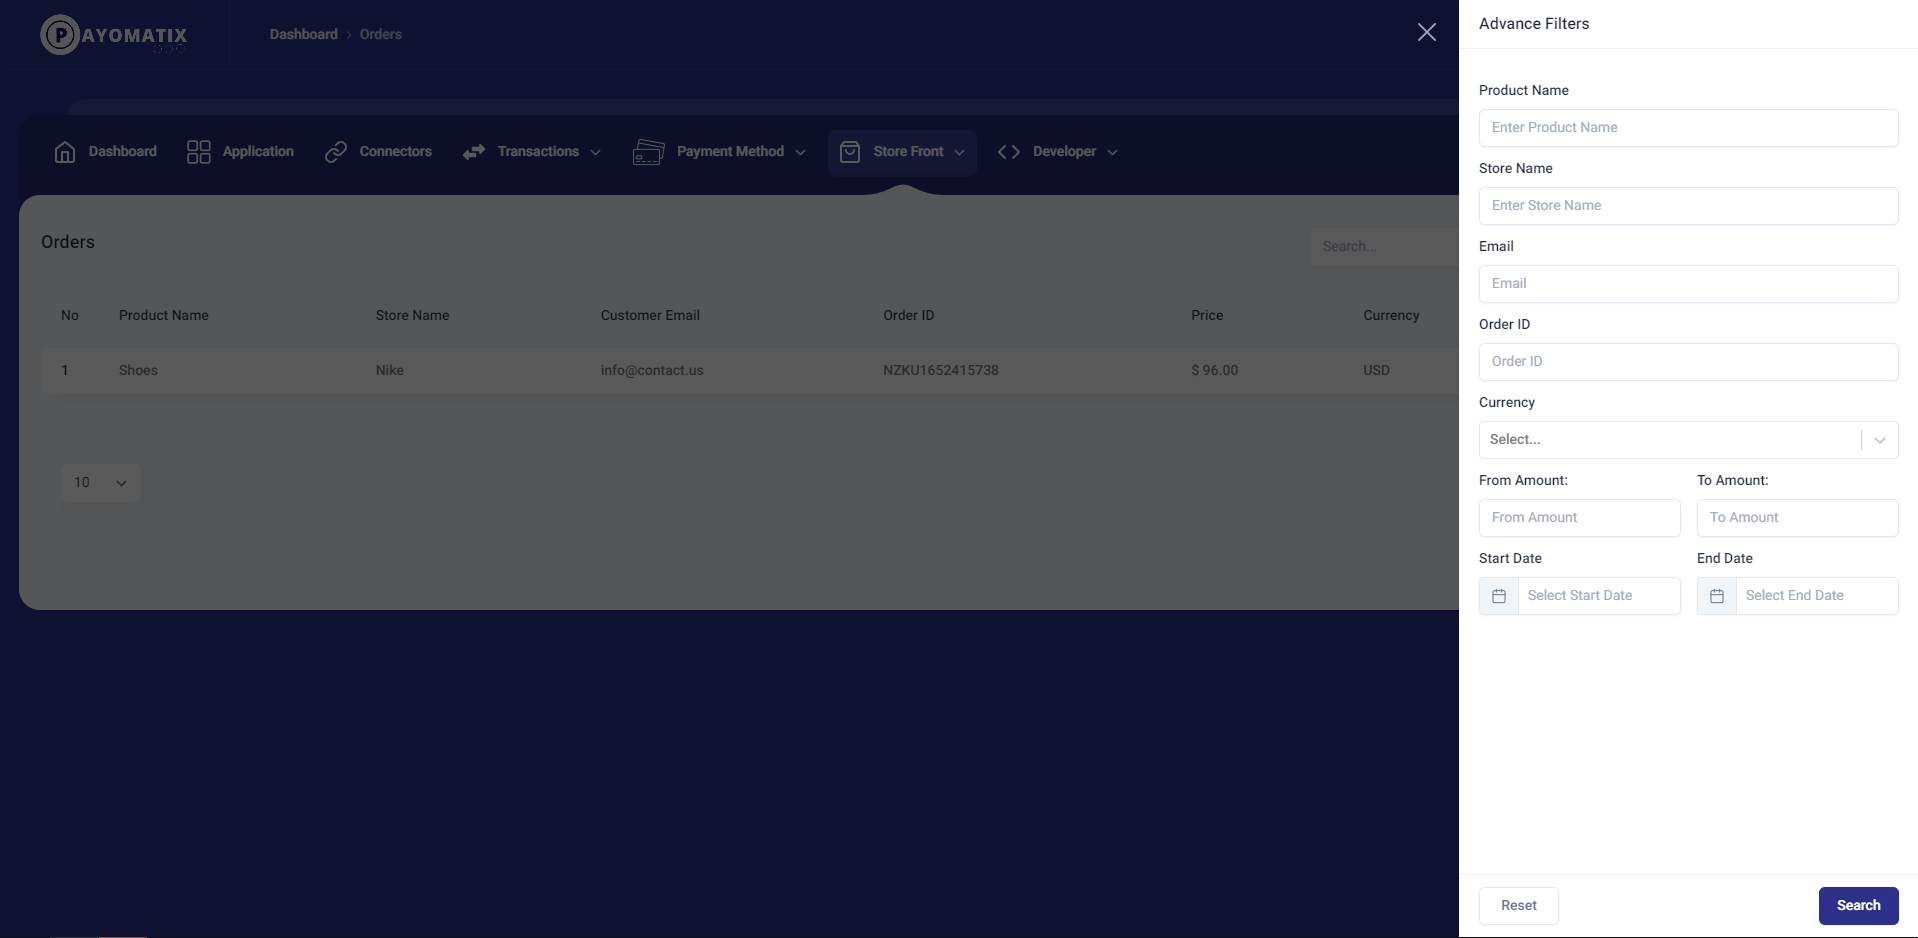 PAYOMATIX
Dashboard > Orders
Dashboard
Application
Connectors
Transactions
Payment Method
Store Front
Developer
Orders
Search...
No Product Name Store Name Customer Email Order ID Price Currency
1 Shoes Nike info@contact.us NZKU1652415738 $ 96.00 USD
10
Advance Filters
Product Name
Enter Product Name
Store Name
Enter Store Name
Email
Email
Order ID
Order ID
Currency
Select...
From Amount: To Amount:
From Amount To Amount
Start Date End Date
Select Start Date Select End Date
Reset Search